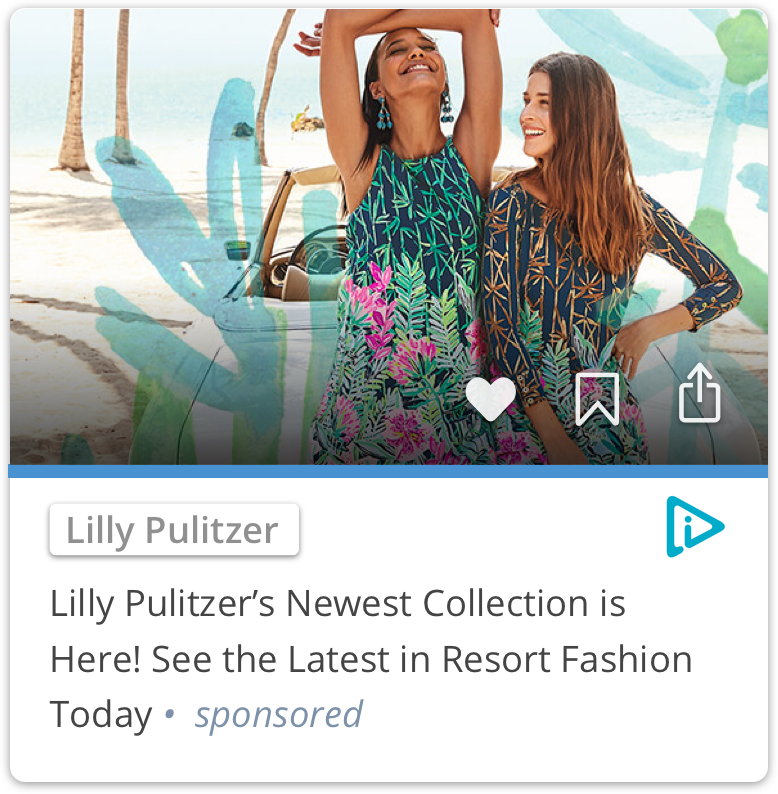 Lilly Pulitzer
Lilly Pulitzer’s Newest Collection is
Here! See the Latest in Resort Fashion
Today • sponsored